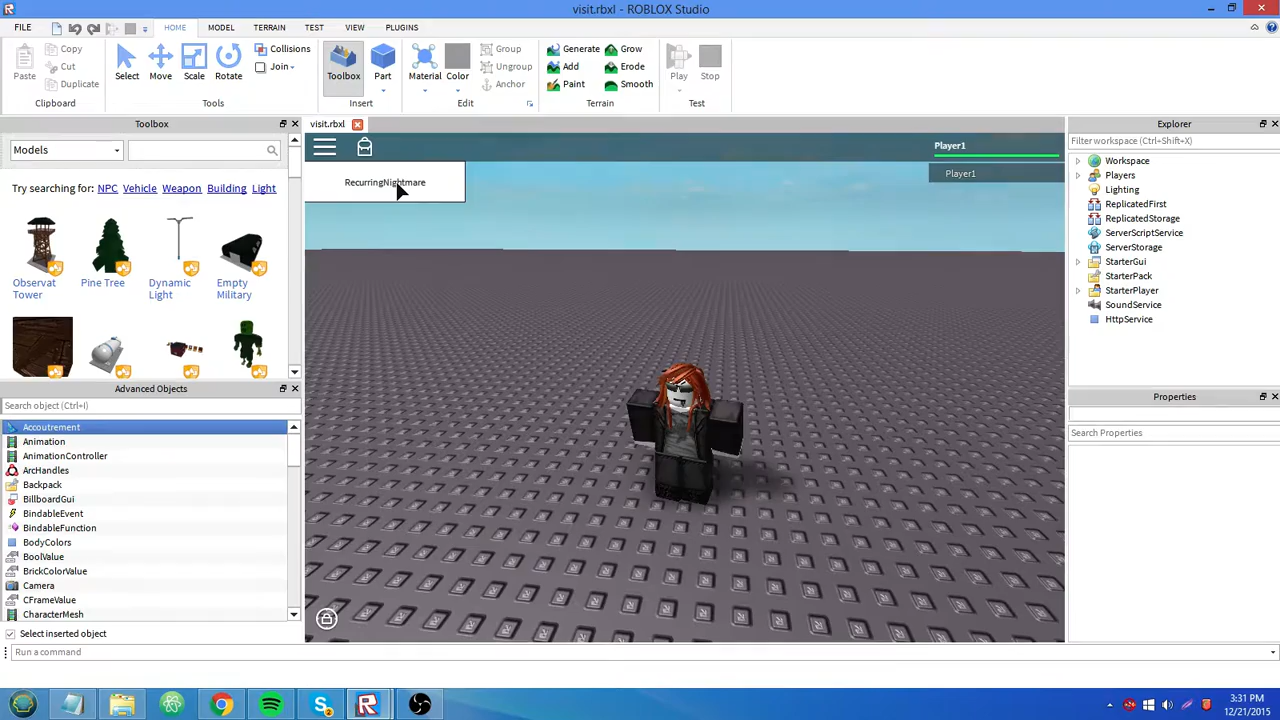 visit.rbxl - ROBLOX Studio
FILE HOME MODEL TERRAIN TEST VIEW PLUGINS
Paste Copy Cut Duplicate
Clipboard
Select Move Scale Rotate Collisions Join
Tools
Toolbox Part
Insert
Material Color Group Ungroup Anchor
Edit
Generate Grow
Add Erode
Paint Smooth
Terrain
Play Stop
Test
Toolbox
Models
Try searching for: NPC Vehicle Weapon Building Light
Observat Tower
Pine Tree
Dynamic Light
Empty Military
Advanced Objects
Search object (Ctrl+I)
Accoutrement
Animation
AnimationController
ArcHandles
Backpack
BillboardGui
BindableEvent
BindableFunction
BodyColors
BoolValue
BrickColorValue
Camera
CFrameValue
CharacterMesh
Select inserted object
Run a command
visit.rbxl
RecurringNightmare
Player1
Player1
Explorer
Filter workspace (Ctrl+Shift+X)
Workspace
Players
Lighting
ReplicatedFirst
ReplicatedStorage
ServerScriptService
ServerStorage
StarterGui
StarterPack
StarterPlayer
SoundService
HttpService
Properties
Search Properties
3:31 PM
12/21/2015